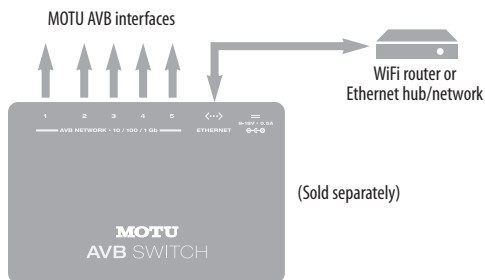 MOTU AVB interfaces
WiFi router or
Ethernet hub/network
1 2 3 4 5 <···>
AVB NETWORK • 10 / 100 / 1 Gb ETHERNET 9-18V • 0.5A
(Sold separately)
MOTU
AVB SWITCH